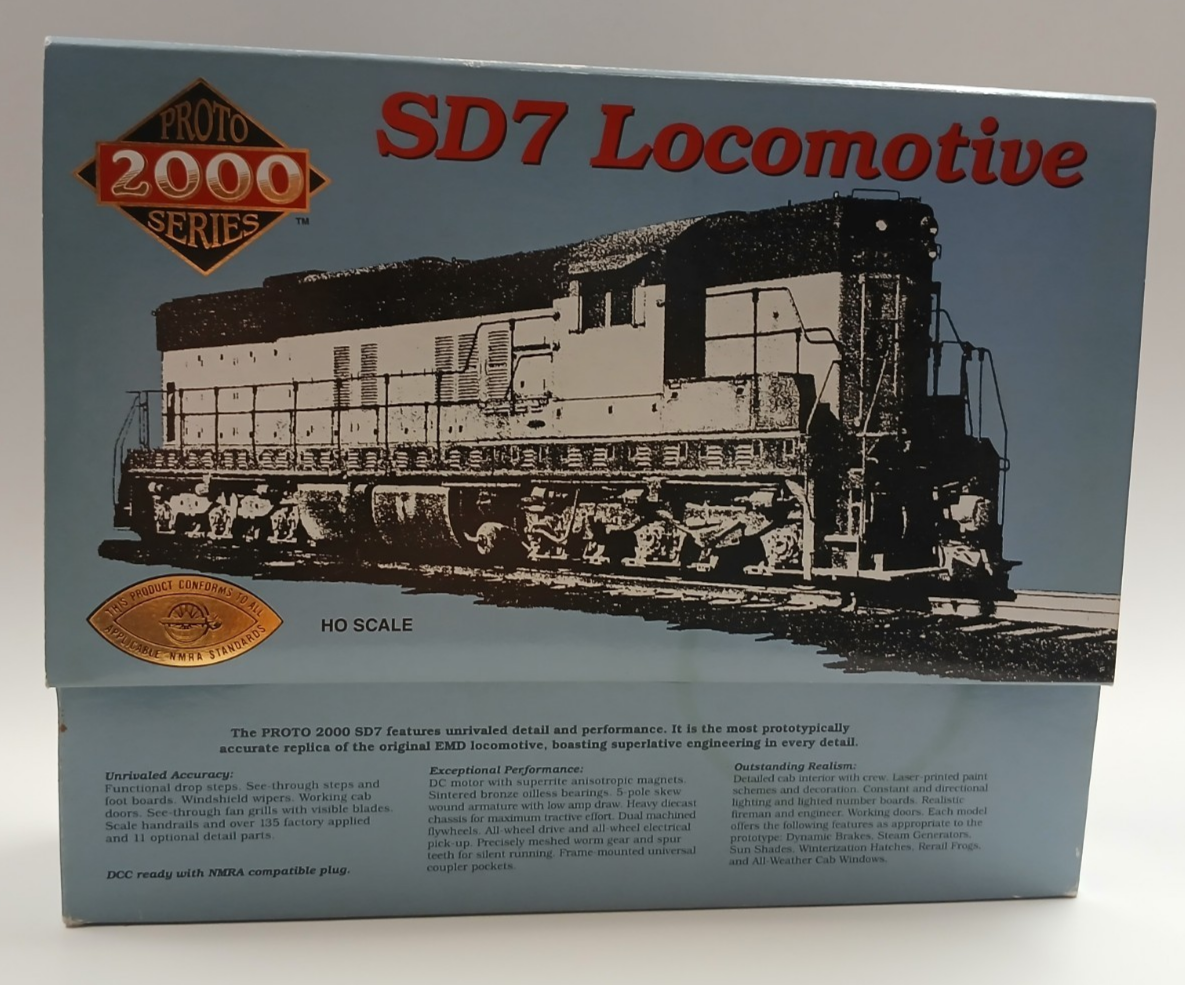 PROTO
2000
SERIES
TM
SD7 Locomotive
THIS PRODUCT CONFORMS TO ALL
APPLICABLE NMRA STANDARDS
HO SCALE
The PROTO 2000 SD7 features unrivaled detail and performance. It is the most prototypically
accurate replica of the original EMD locomotive, boasting superlative engineering in every detail.
Unrivaled Accuracy:
Functional drop steps. See-through steps and
foot boards. Windshield wipers. Working cab
doors. See-through fan grills with visible blades.
Scale handrails and over 135 factory applied
and 11 optional detail parts.
DCC ready with NMRA compatible plug.
Exceptional Performance:
DC motor with superrite anisotropic magnets.
Sintered bronze oilless bearings. 5-pole skew
wound armature with low amp draw. Heavy diecast
chassis for maximum tractive effort. Dual machined
flywheels. All-wheel drive and all wheel electrical
pick-up. Precisely meshed worm gear and spur
teeth for silent running. Frame-mounted universal
coupler pockets.
Outstanding Realism:
Detailed cab interior with crew. Laser-printed paint
schemes and decoration. Constant and directional
lighting and lighted number boards. Realistic
fireman and engineer. Working doors. Each model
offers the following features as appropriate to the
prototype: Dynamic Brakes, Steam Generators,
Sun Shades, Winterization Hatches, Rerail Frogs,
and All-Weather Cab Windows.